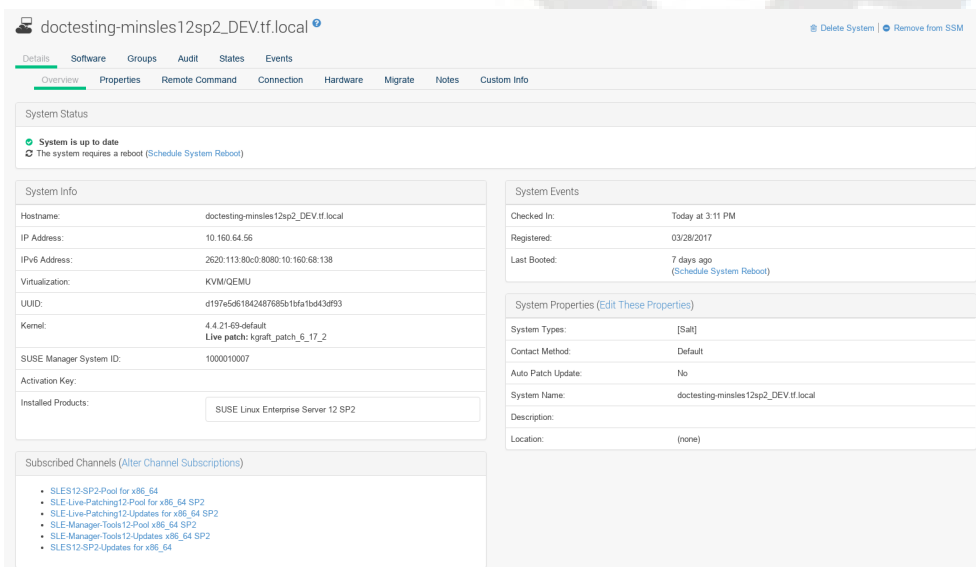 doctesting-minsles12sp2_DEV.tf.local
Delete System | Remove from SSM
Details Software Groups Audit States Events
Overview Properties Remote Command Connection Hardware Migrate Notes Custom Info
System Status
System is up to date
The system requires a reboot (Schedule System Reboot)
System Info
Hostname: doctesting-minsles12sp2_DEV.tf.local
IP Address: 10.160.64.56
IPv6 Address: 2620:113:80c0:8080:10:160:68:138
Virtualization: KVM/QEMU
UUID: d197e5d61842487685b1bfa1bd43df93
Kernel: 4.4.21-69-default
Live patch: kgraft_patch_6_17_2
SUSE Manager System ID: 1000010007
Activation Key:
Installed Products: SUSE Linux Enterprise Server 12 SP2
Subscribed Channels (Alter Channel Subscriptions)
SLES12-SP2-Pool for x86_64
SLE-Live-Patching12-Pool for x86_64 SP2
SLE-Live-Patching12-Updates for x86_64 SP2
SLE-Manager-Tools12-Pool x86_64 SP2
SLE-Manager-Tools12-Updates x86_64 SP2
SLES12-SP2-Updates for x86_64
System Events
Checked In: Today at 3:11 PM
Registered: 03/28/2017
Last Booted: 7 days ago
(Schedule System Reboot)
System Properties (Edit These Properties)
System Types: [Salt]
Contact Method: Default
Auto Patch Update: No
System Name: doctesting-minsles12sp2_DEV.tf.local
Description:
Location: (none)